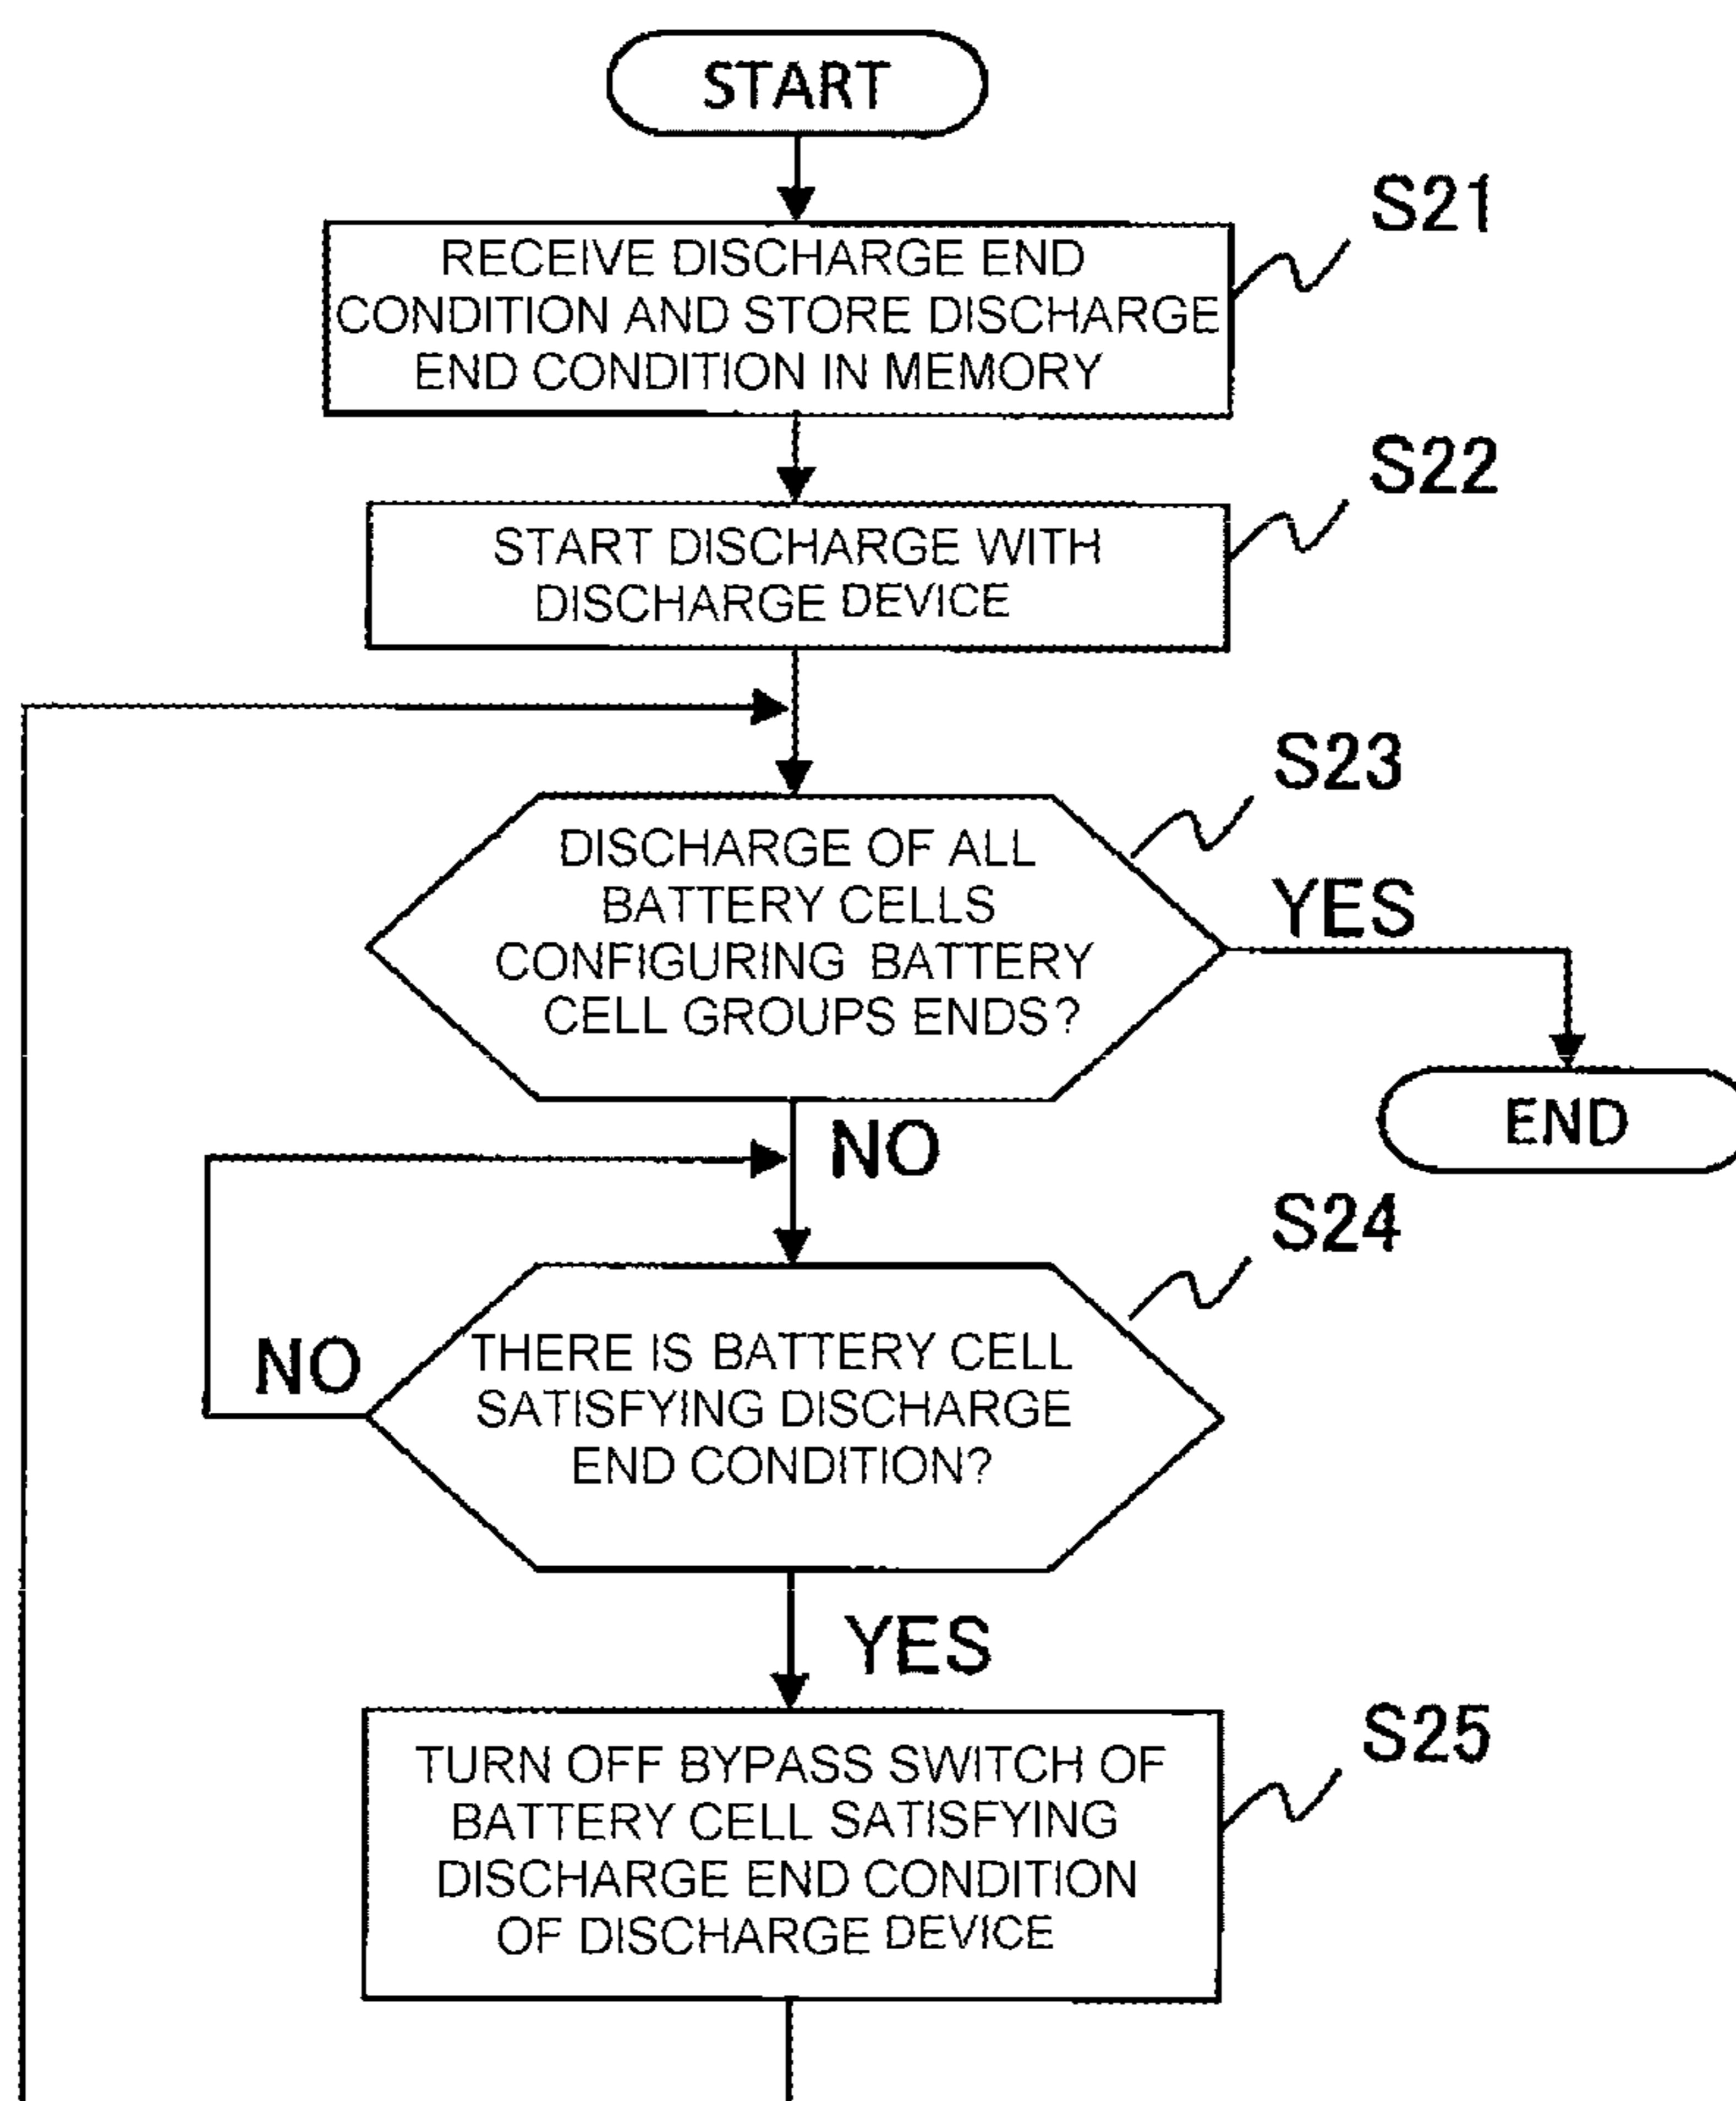 START
S21
RECEIVE DISCHARGE END
CONDITION AND STORE DISCHARGE
END CONDITION IN MEMORY
S22
START DISCHARGE WITH
DISCHARGE DEVICE
S23
DISCHARGE OF ALL
BATTERY CELLS
CONFIGURING BATTERY
CELL GROUPS ENDS?
YES
END
NO
S24
THERE IS BATTERY CELL
SATISFYING DISCHARGE
END CONDITION?
NO
YES
S25
TURN OFF BYPASS SWITCH OF
BATTERY CELL SATISFYING
DISCHARGE END CONDITION
OF DISCHARGE DEVICE